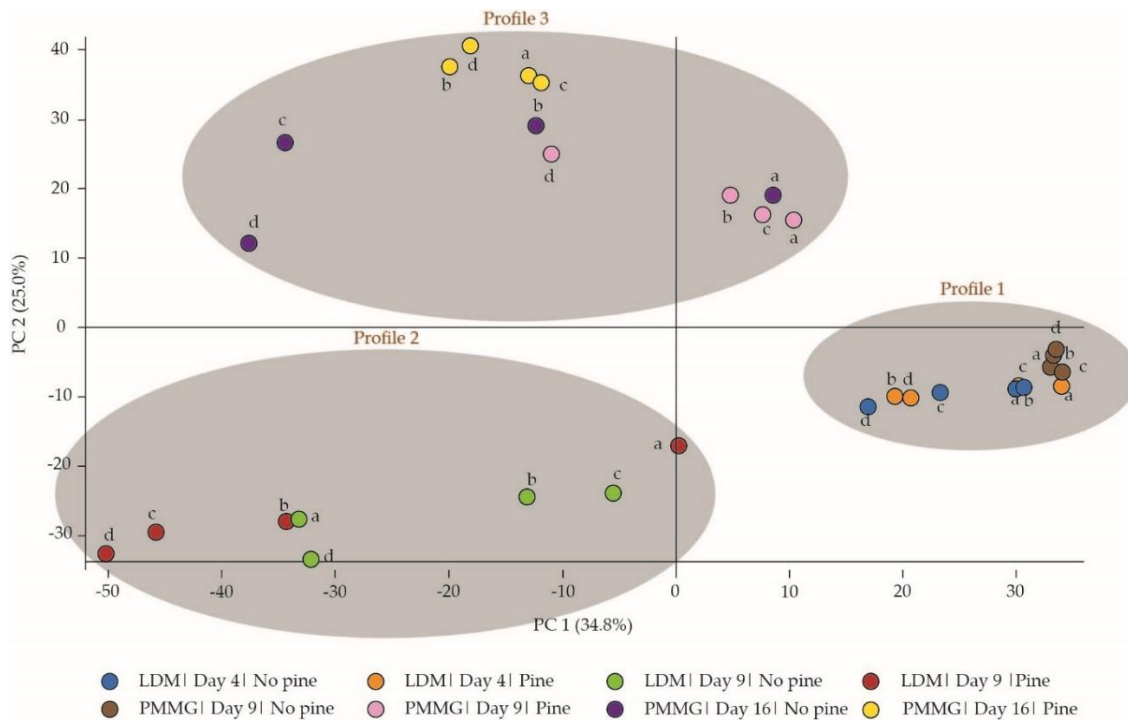 Profile 3
40
a
b
d
c
30
c
b
d
20
a
b
c
a
d
10
PC 2 (25.0%)
Profile 1
0
Profile 2
d
a
b
c
c
b d
-10
a
b
a
c
d
-20
a
b
c
c
b
a
-30
d
d
-50
-40
-30
-20
-10
0
10
20
30
PC 1 (34.8%)
LDM| Day 4| No pine
LDM| Day 4| Pine
LDM| Day 9| No pine
LDM| Day 9 |Pine
PMMG| Day 9| No pine
PMMG| Day 9| Pine
PMMG| Day 16| No pine
PMMG| Day 16| Pine